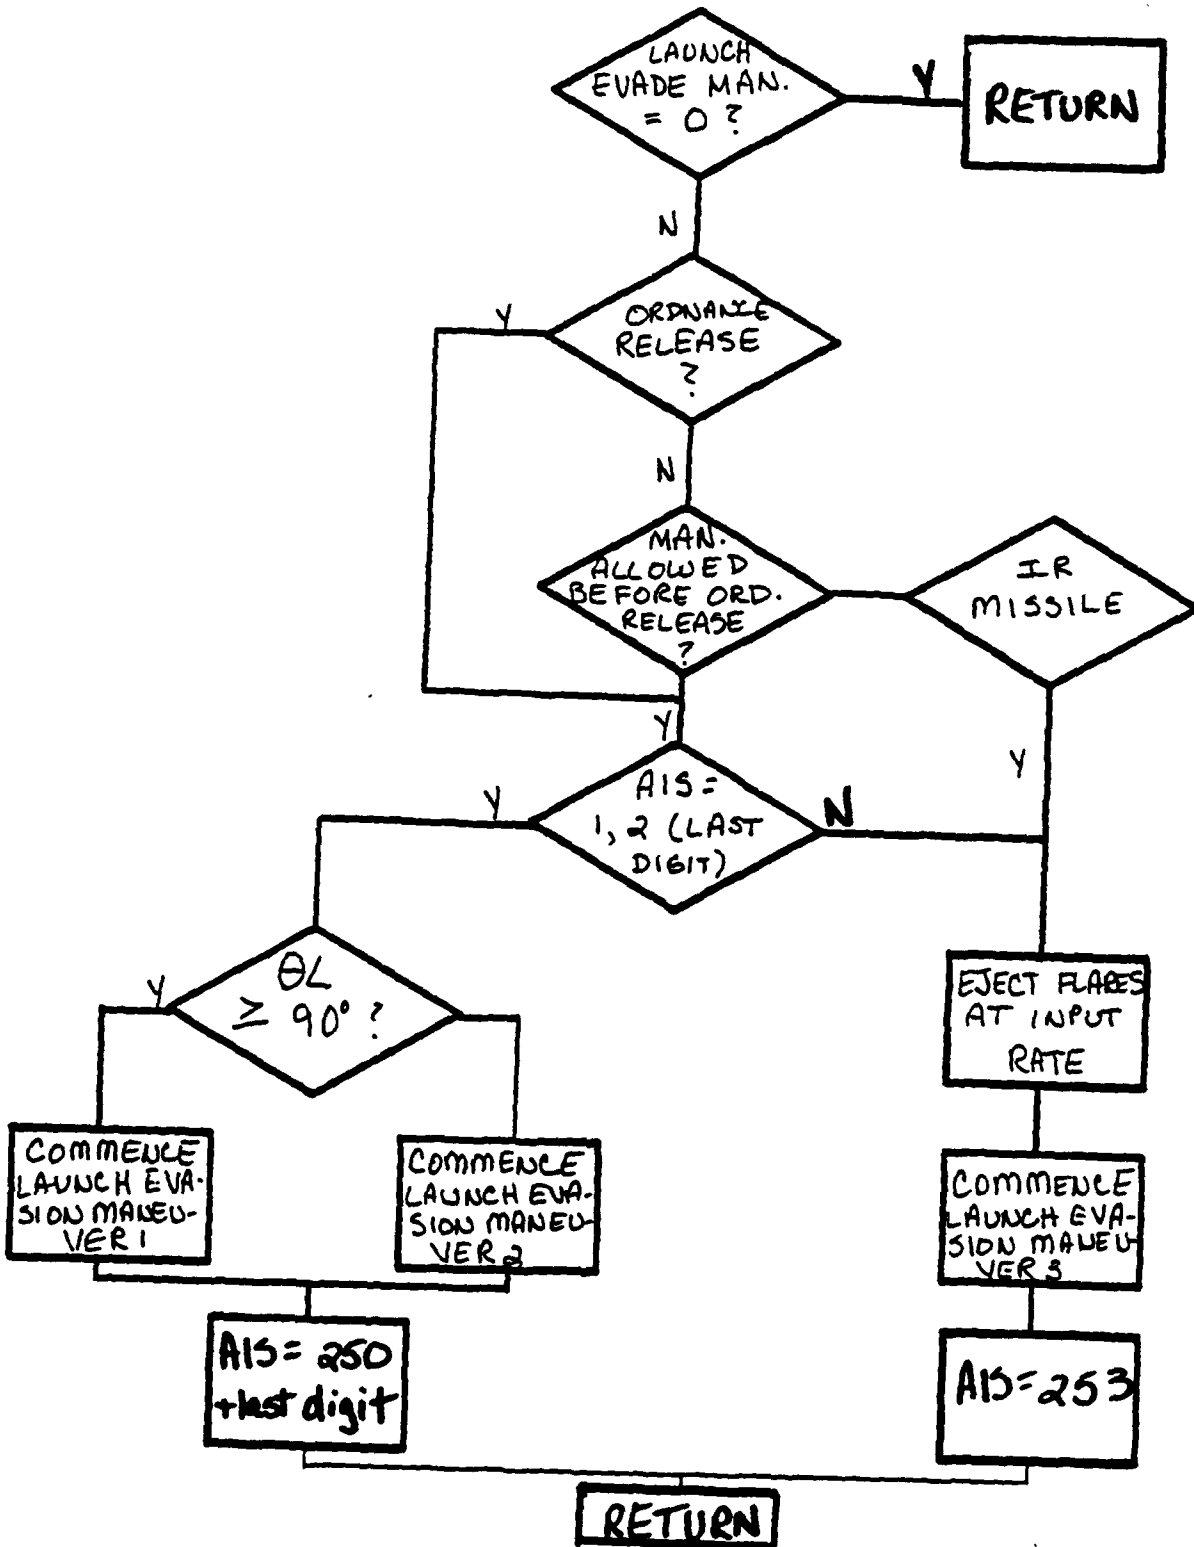 LAUNCH
EVADE MAN.
= 0 ?
Y
RETURN
N
ORDNANCE
RELEASE
?
Y
N
MAN.
ALLOWED
BEFORE ORD.
RELEASE
?
IR
MISSILE
Y
Y
AIS =
1, 2 (LAST
DIGIT)
Y
N
θL
≥ 90° ?
Y
EJECT FLARES
AT INPUT
RATE
COMMENCE
LAUNCH EVA-
SION MANEU-
VER 1
COMMENCE
LAUNCH EVA-
SION MANEU-
VER 2
COMMENCE
LAUNCH EVA-
SION MANEU-
VER 3
AIS = 250
+last digit
AIS = 253
RETURN